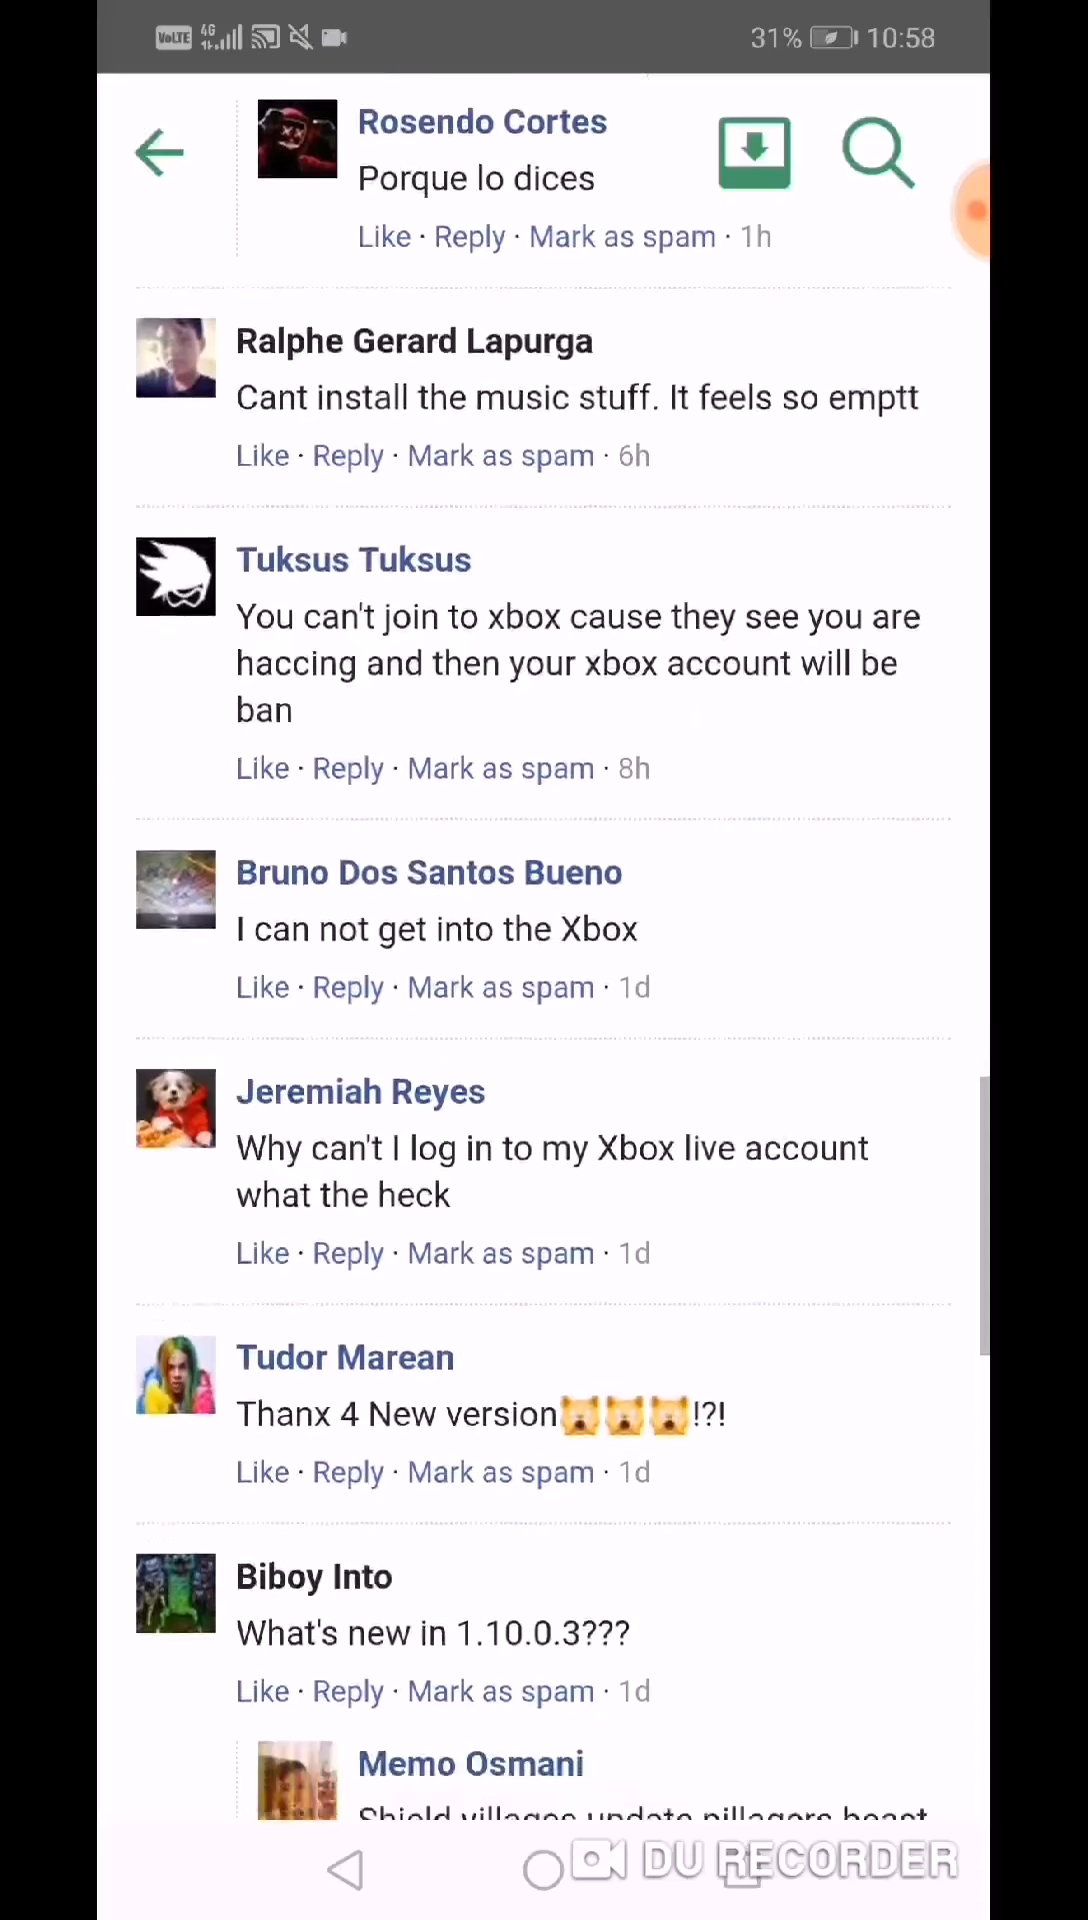 VoLTE 4G 31% 10:58
Rosendo Cortes
Porque lo dices
Like · Reply · Mark as spam · 1h
Ralphe Gerard Lapurga
Cant install the music stuff. It feels so emptt
Like · Reply · Mark as spam · 6h
Tuksus Tuksus
You can't join to xbox cause they see you are
haccing and then your xbox account will be
ban
Like · Reply · Mark as spam · 8h
Bruno Dos Santos Bueno
I can not get into the Xbox
Like · Reply · Mark as spam · 1d
Jeremiah Reyes
Why can't I log in to my Xbox live account
what the heck
Like · Reply · Mark as spam · 1d
Tudor Marean
Thanx 4 New version🙀🙀🙀!?!
Like · Reply · Mark as spam · 1d
Biboy Into
What's new in 1.10.0.3???
Like · Reply · Mark as spam · 1d
Memo Osmani
Shield villages update pillagers beast
DU RECORDER